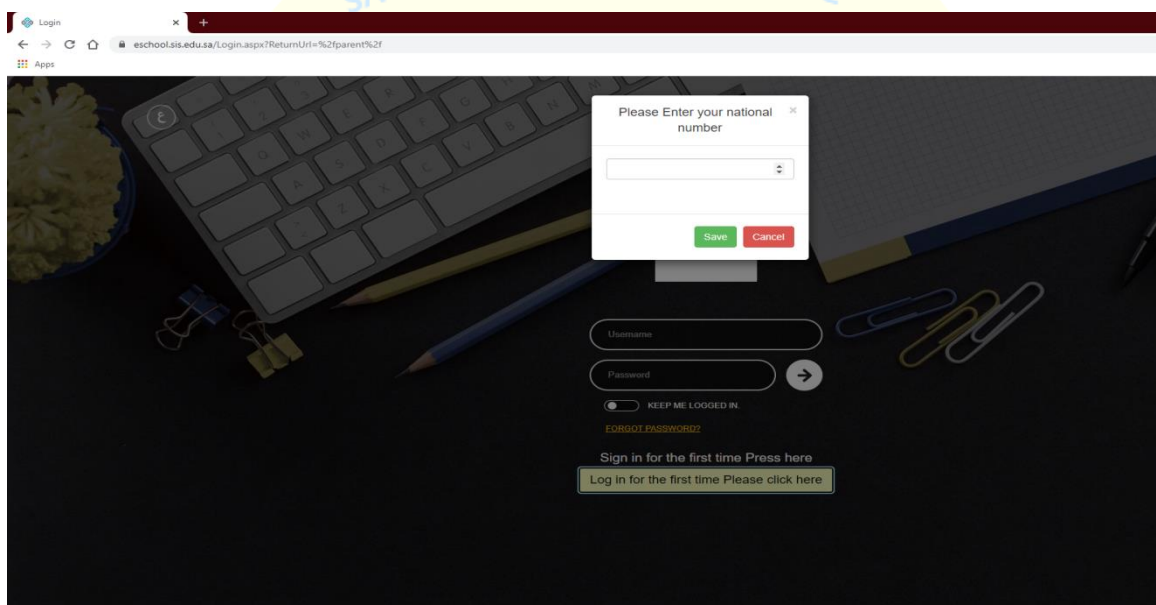 Login
eschool.sis.edu.sa/Login.aspx?ReturnUrl=%2fparent%2f
Apps
ع
Please Enter your national
number
Save Cancel
Username
Password
KEEP ME LOGGED IN.
FORGOT PASSWORD?
Sign in for the first time Press here
Log in for the first time Please click here